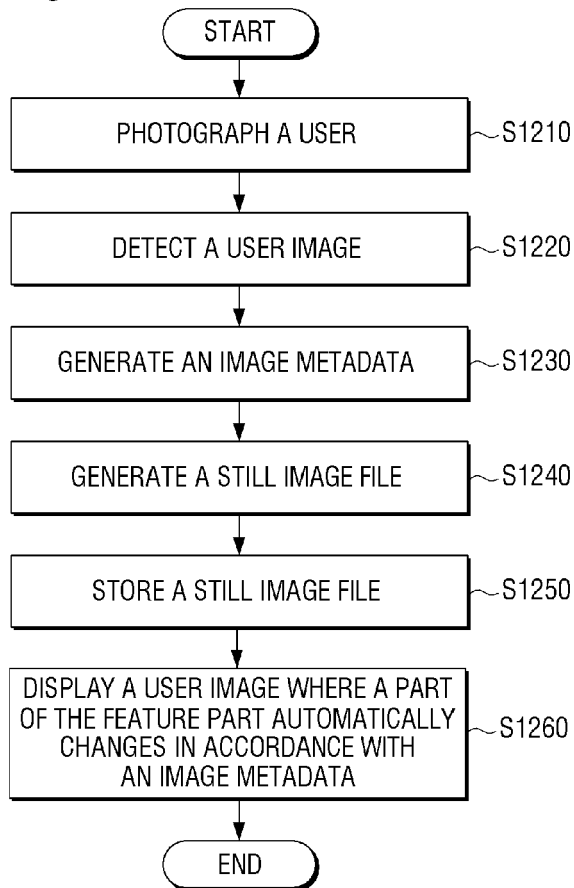 START
PHOTOGRAPH A USER
S1210
DETECT A USER IMAGE
S1220
GENERATE AN IMAGE METADATA
S1230
GENERATE A STILL IMAGE FILE
S1240
STORE A STILL IMAGE FILE
S1250
DISPLAY A USER IMAGE WHERE A PART
OF THE FEATURE PART AUTOMATICALLY
CHANGES IN ACCORDANCE WITH
AN IMAGE METADATA
S1260
END